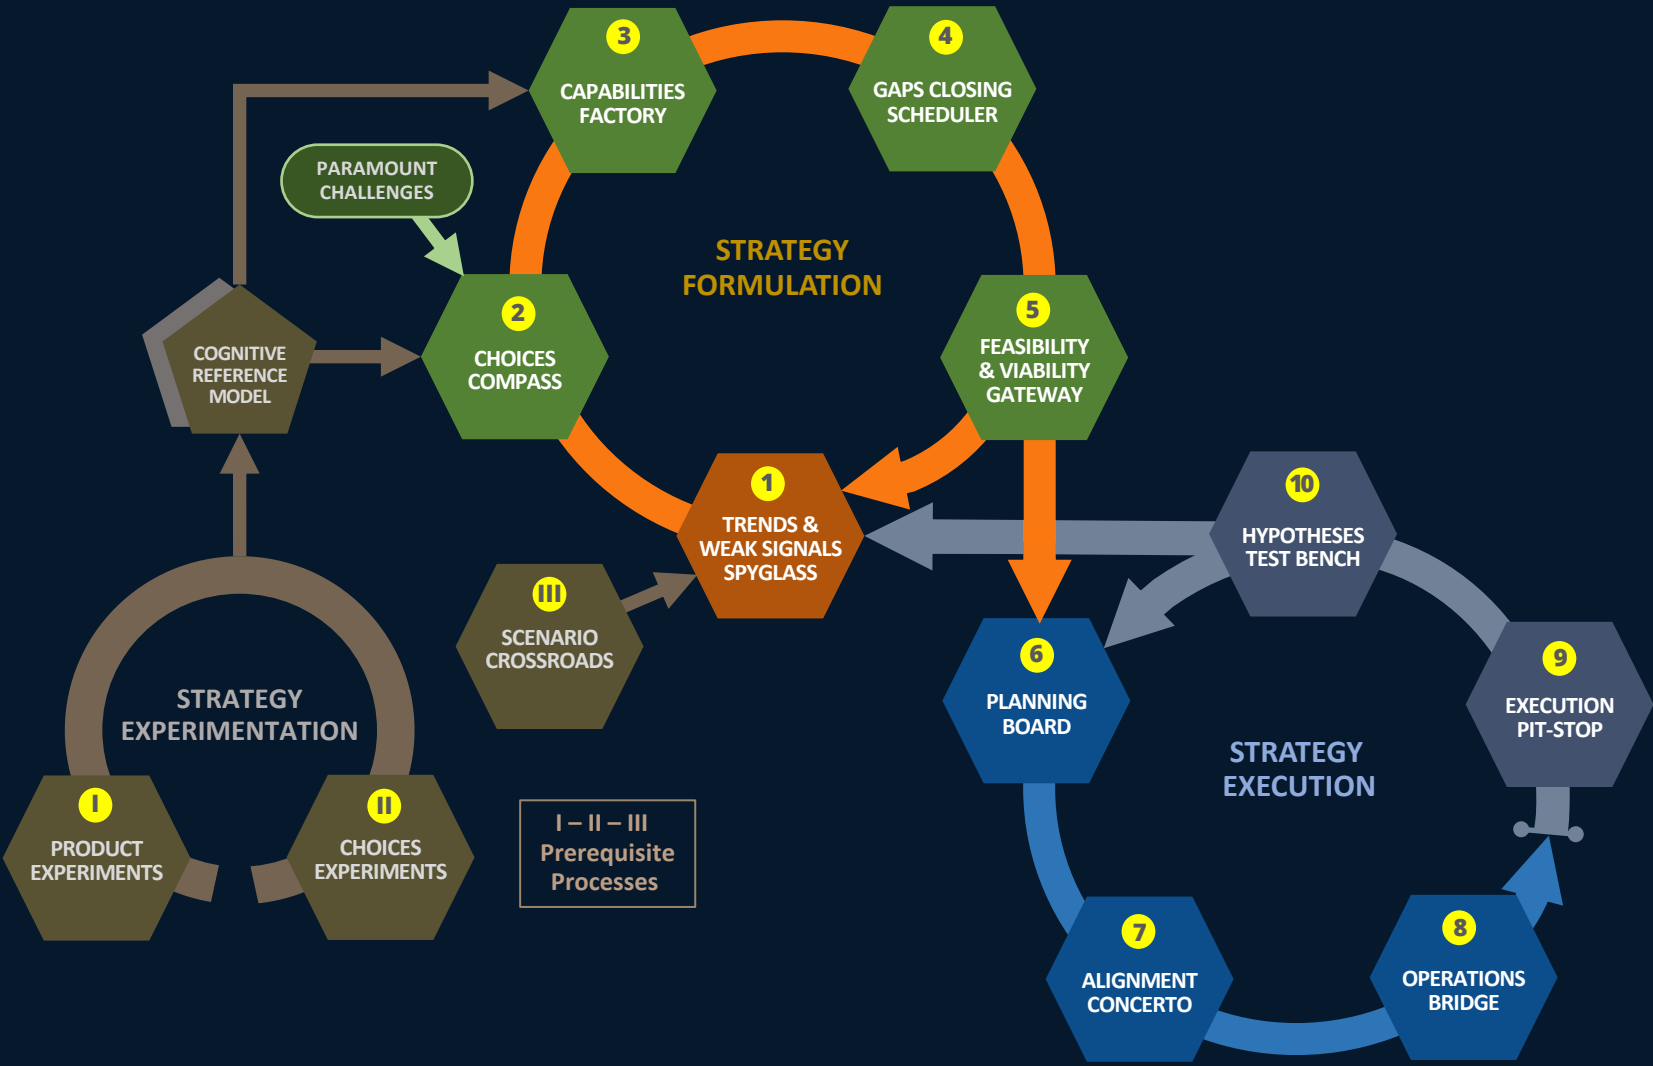 3
CAPABILITIES
FACTORY
4
GAPS CLOSING
SCHEDULER
PARAMOUNT
CHALLENGES
STRATEGY
FORMULATION
2
CHOICES
COMPASS
5
FEASIBILITY
& VIABILITY
GATEWAY
COGNITIVE
REFERENCE
MODEL
1
TRENDS &
WEAK SIGNALS
SPYGLASS
10
HYPOTHESES
TEST BENCH
III
SCENARIO
CROSSROADS
6
PLANNING
BOARD
9
EXECUTION
PIT-STOP
STRATEGY
EXPERIMENTATION
STRATEGY
EXECUTION
I
PRODUCT
EXPERIMENTS
II
CHOICES
EXPERIMENTS
I – II – III
Prerequisite
Processes
7
ALIGNMENT
CONCERTO
8
OPERATIONS
BRIDGE